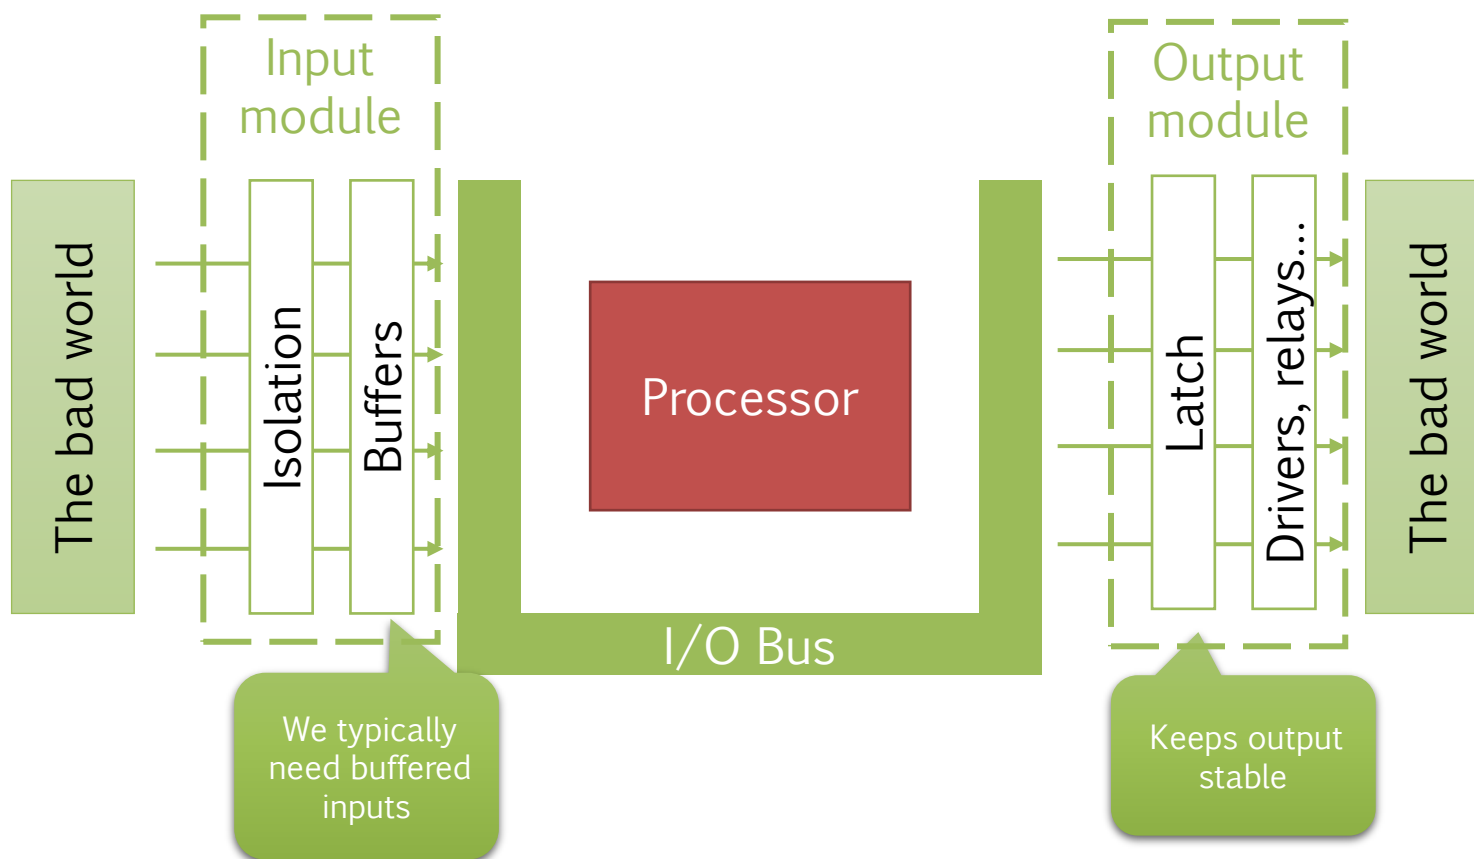 Input
module
Output
module
The bad world
Isolation
Buffers
Processor
Latch
Drivers, relays...
The bad world
I/O Bus
We typically
need buffered
inputs
Keeps output
stable